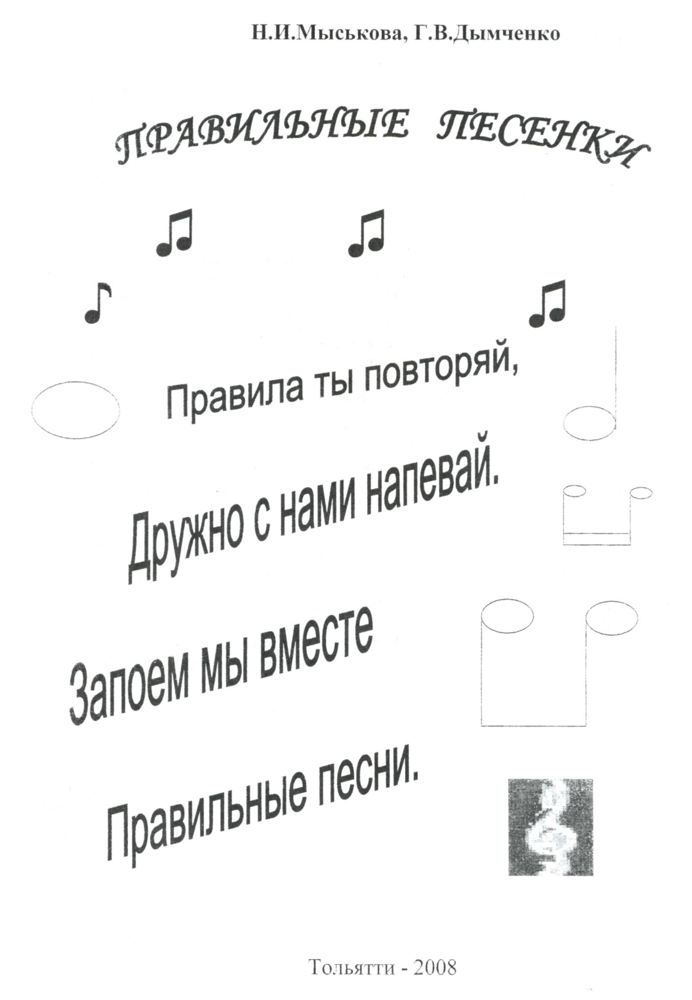 Н.И.Мыськова, Г.В.Дымченко
ПРАВИЛЬНЫЕ ПЕСЕНКИ
Правила ты повторяй,
Дружно с нами напевай.
Запоем мы вместе
Правильные песни.
Тольятти - 2008